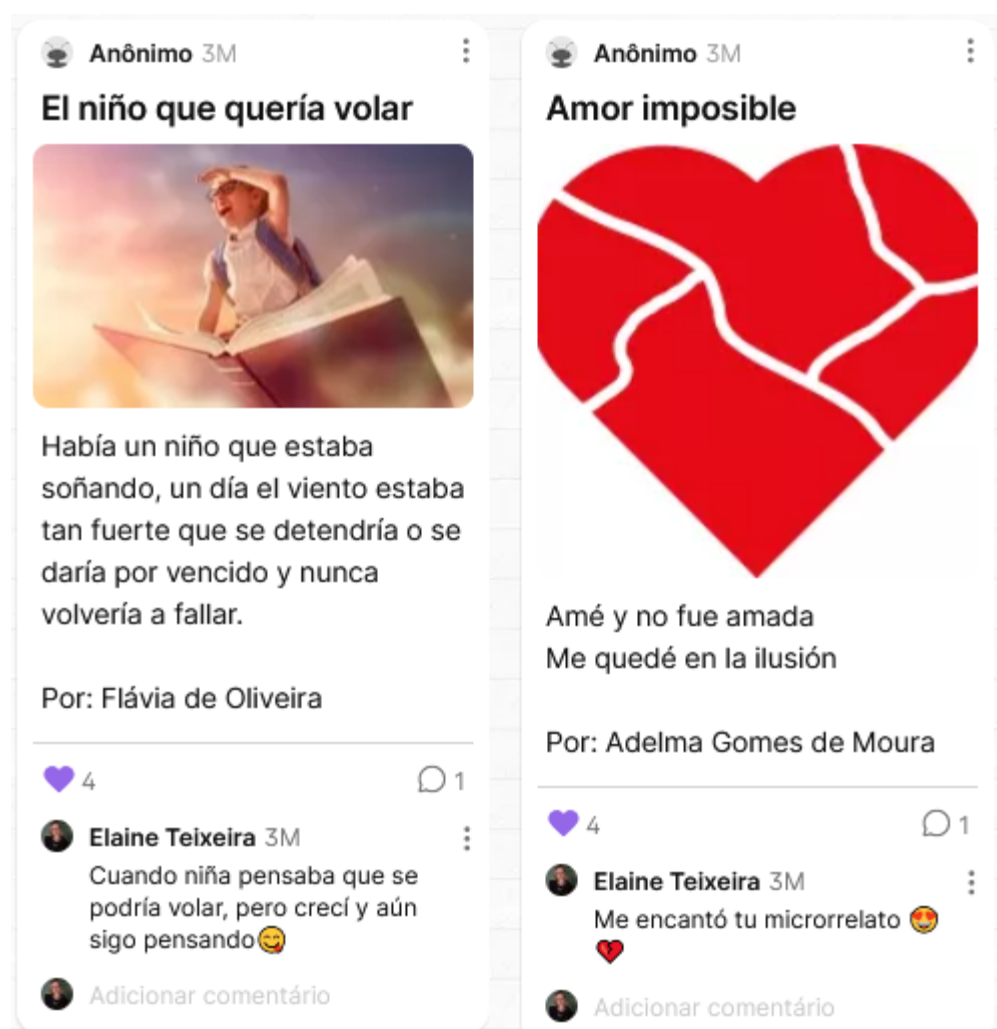 Anônimo 3M
El niño que quería volar
Había un niño que estaba
soñando, un día el viento estaba
tan fuerte que se detendría o se
daría por vencido y nunca
volvería a fallar.
Por: Flávia de Oliveira
4 1
Elaine Teixeira 3M
Cuando niña pensaba que se
podría volar, pero crecí y aún
sigo pensando😋
Adicionar comentário
Anônimo 3M
Amor imposible
Amé y no fue amada
Me quedé en la ilusión
Por: Adelma Gomes de Moura
4 1
Elaine Teixeira 3M
Me encantó tu microrrelato 🤩
💔
Adicionar comentário